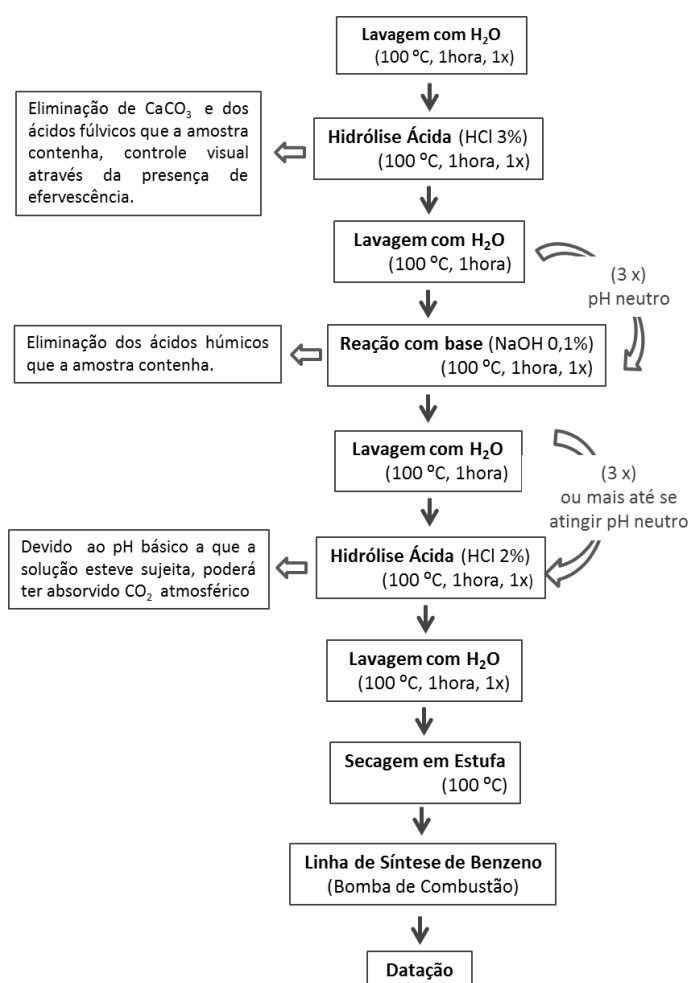 Lavagem com H₂O
(100 ºC, 1hora, 1x)
Eliminação de CaCO₃ e dos
ácidos fúlvicos que a amostra
contenha, controle visual
através da presença de
efervescência.
Hidrólise Ácida (HCl 3%)
(100 ºC, 1hora, 1x)
Lavagem com H₂O
(100 ºC, 1hora)
(3 x)
pH neutro
Eliminação dos ácidos húmicos
que a amostra contenha.
Reação com base (NaOH 0,1%)
(100 ºC, 1hora, 1x)
Lavagem com H₂O
(100 ºC, 1hora)
(3 x)
ou mais até se
atingir pH neutro
Devido ao pH básico a que a
solução esteve sujeita, poderá
ter absorvido CO₂ atmosférico
Hidrólise Ácida (HCl 2%)
(100 ºC, 1hora, 1x)
Lavagem com H₂O
(100 ºC, 1hora, 1x)
Secagem em Estufa
(100 ºC)
Linha de Síntese de Benzeno
(Bomba de Combustão)
Datação